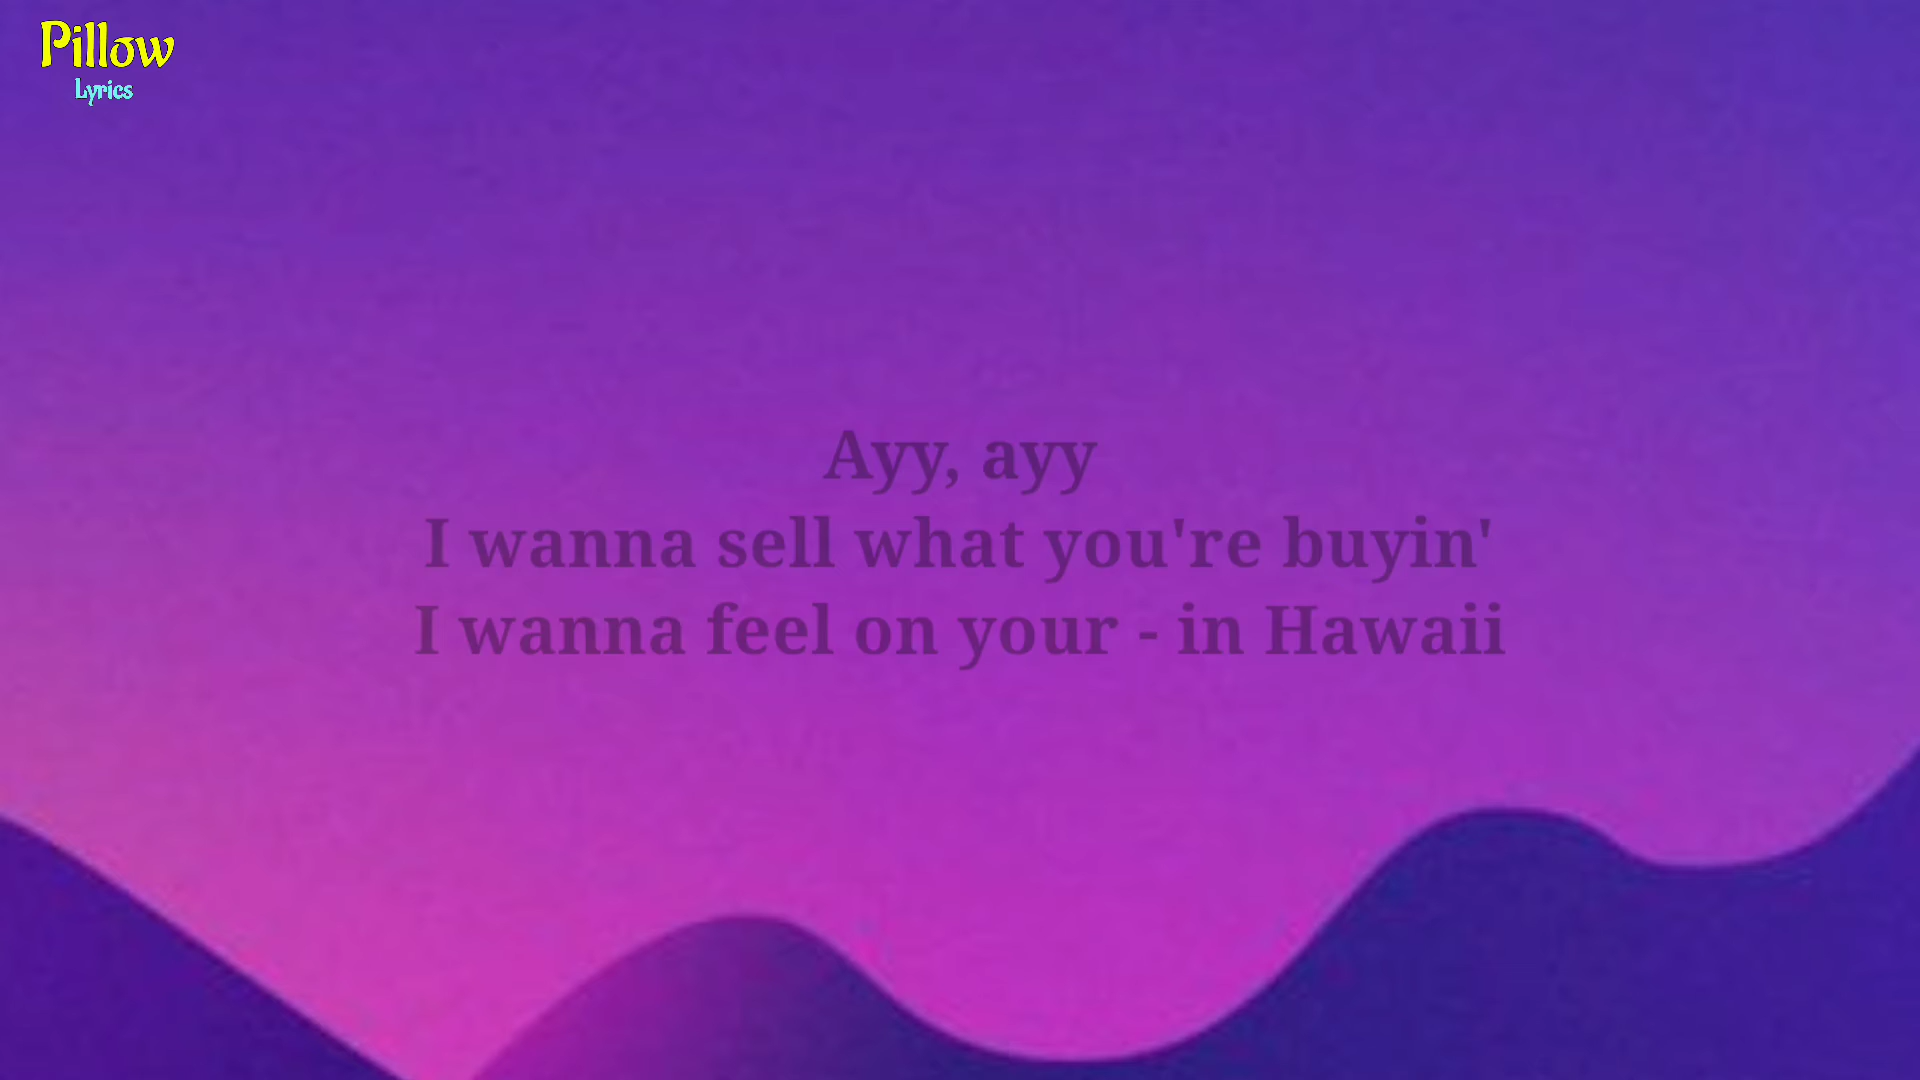 Pillow
Lyrics
Ayy, ayy
I wanna sell what you're buyin'
I wanna feel on your - in Hawaii